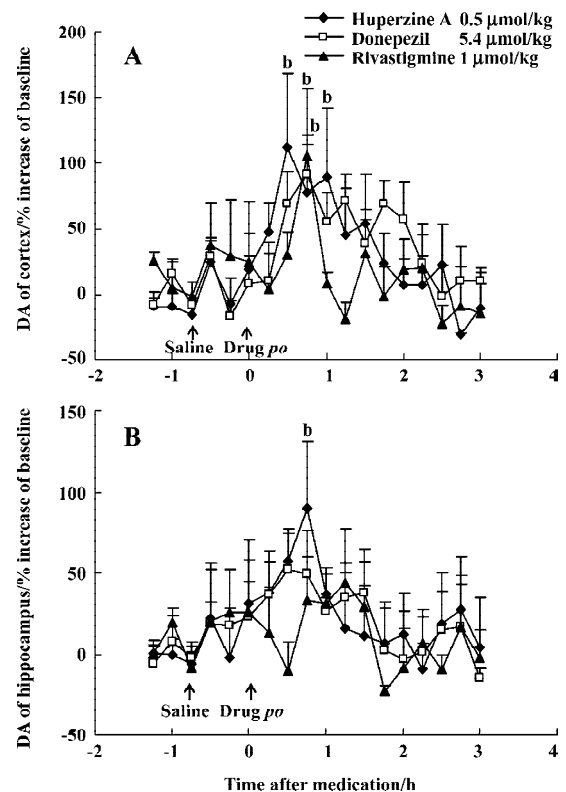 Huperzine A 0.5 µmol/kg
Donepezil 5.4 µmol/kg
Rivastigmine 1 µmol/kg
A
200
150
100
50
0
-50
b
b
b
b
Saline
Drug po
-2
-1
0
1
2
3
4
DA of cortex/% increase of baseline
B
150
100
50
0
-50
b
Saline
Drug po
-2
-1
0
1
2
3
4
DA of hippocampus/% increase of baseline
Time after medication/h